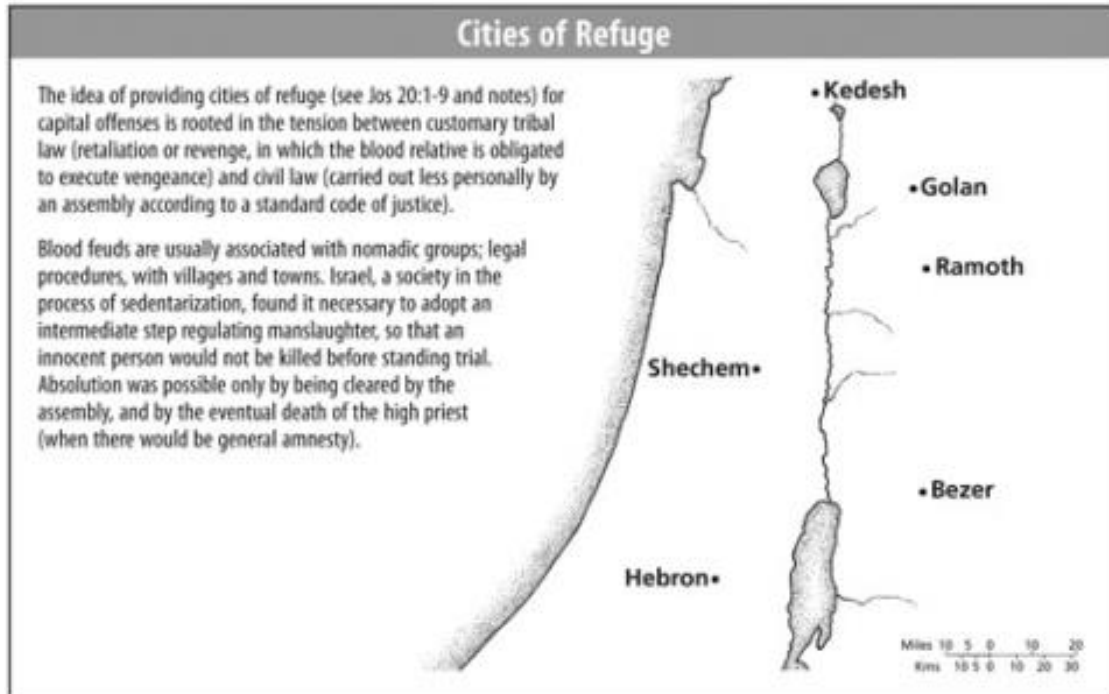 Cities of Refuge
The idea of providing cities of refuge (see Jos 20:1-9 and notes) for
capital offenses is rooted in the tension between customary tribal
law (retaliation or revenge, in which the blood relative is obligated
to execute vengeance) and civil law (carried out less personally by
an assembly according to a standard code of justice).
Blood feuds are usually associated with nomadic groups; legal
procedures, with villages and towns. Israel, a society in the
process of sedentarization, found it necessary to adopt an
intermediate step regulating manslaughter, so that an
innocent person would not be killed before standing trial.
Absolution was possible only by being cleared by the
assembly, and by the eventual death of the high priest
(when there would be general amnesty).
Kedesh
Golan
Ramoth
Shechem
Bezer
Hebron
Miles 10 5 0 10 20
Kms 10 5 0 10 20 30